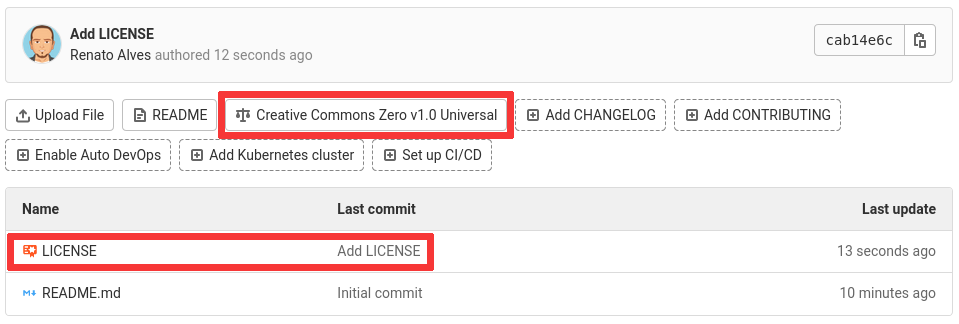 Add LICENSE
Renato Alves authored 12 seconds ago
cab14e6c
Upload File README Creative Commons Zero v1.0 Universal Add CHANGELOG Add CONTRIBUTING
Enable Auto DevOps Add Kubernetes cluster Set up CI/CD
Name Last commit Last update
LICENSE Add LICENSE 13 seconds ago
README.md Initial commit 10 minutes ago